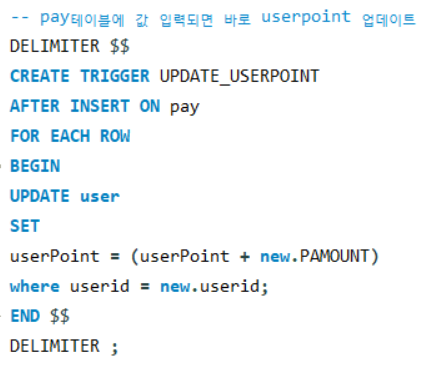 -- pay테이블에 값 입력되면 바로 userpoint 업데이트
DELIMITER $$
CREATE TRIGGER UPDATE_USERPOINT
AFTER INSERT ON pay
FOR EACH ROW
BEGIN
UPDATE user
SET
userPoint = (userPoint + new.PAMOUNT)
where userid = new.userid;
END $$
DELIMITER ;